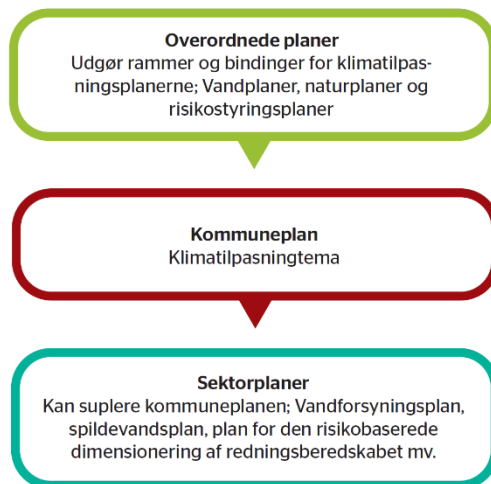 Overordnede planer
Udgør rammer og bindinger for klimatilpas-
ningsplanerne; Vandplaner, naturplaner og
risikostyringsplaner
Kommuneplan
Klimatilpasningtema
Sektorplaner
Kan suplere kommuneplanen; Vandforsyningsplan,
spildevandsplan, plan for den risikobaserede
dimensionering af redningsberedskabet mv.